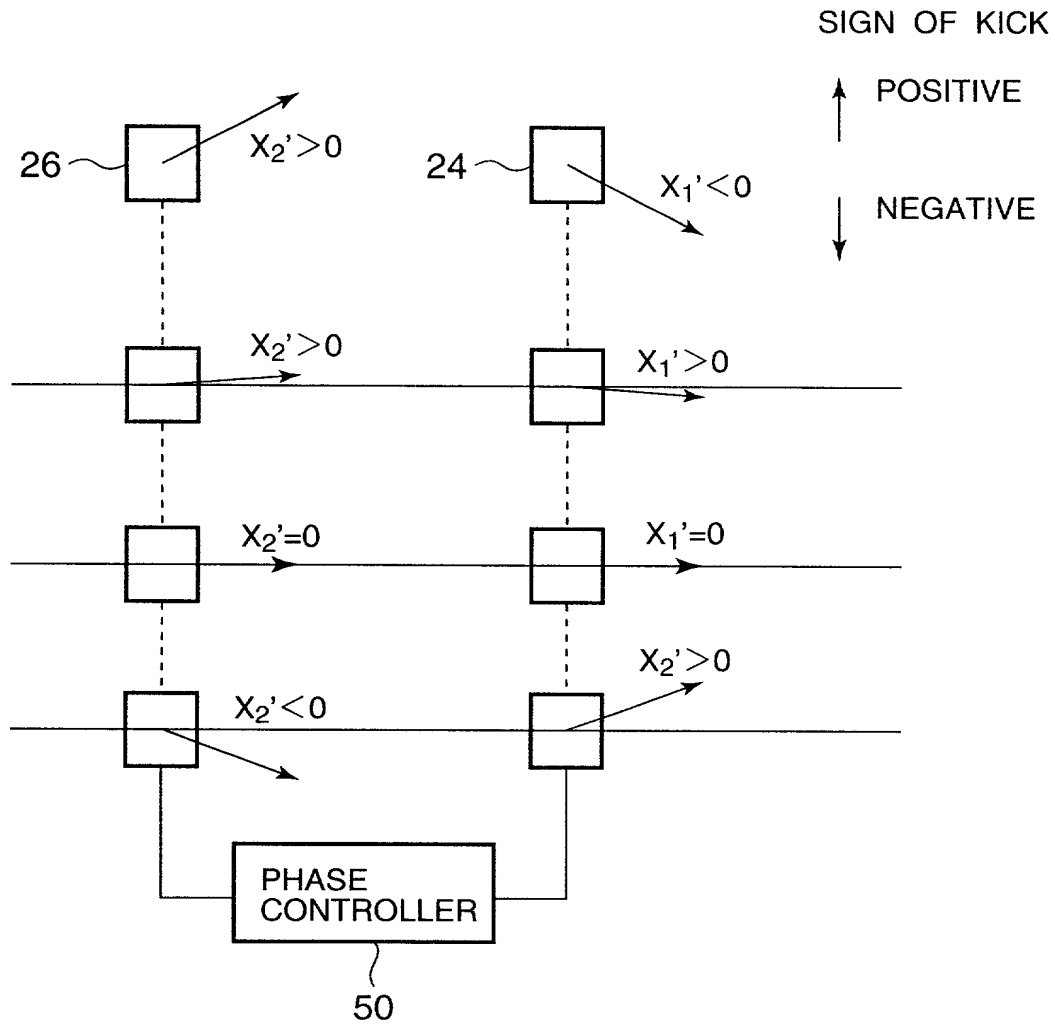 SIGN OF KICK
POSITIVE
NEGATIVE
26
X₂'>0
24
X₁'<0
X₂'>0
X₁'>0
X₂'=0
X₁'=0
X₂'<0
X₂'>0
PHASE
CONTROLLER
50